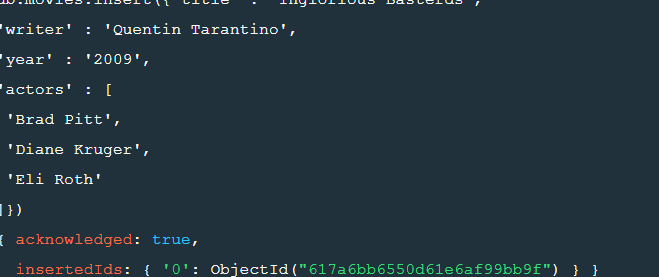 db.movies.insert({ 'title' : 'Inglorious Basterds',
'writer' : 'Quentin Tarantino',
'year' : '2009',
'actors' : [
'Brad Pitt',
'Diane Kruger',
'Eli Roth'
]})
{ acknowledged: true,
insertedIds: { '0': ObjectId("617a6bb6550d61e6af99bb9f") } }